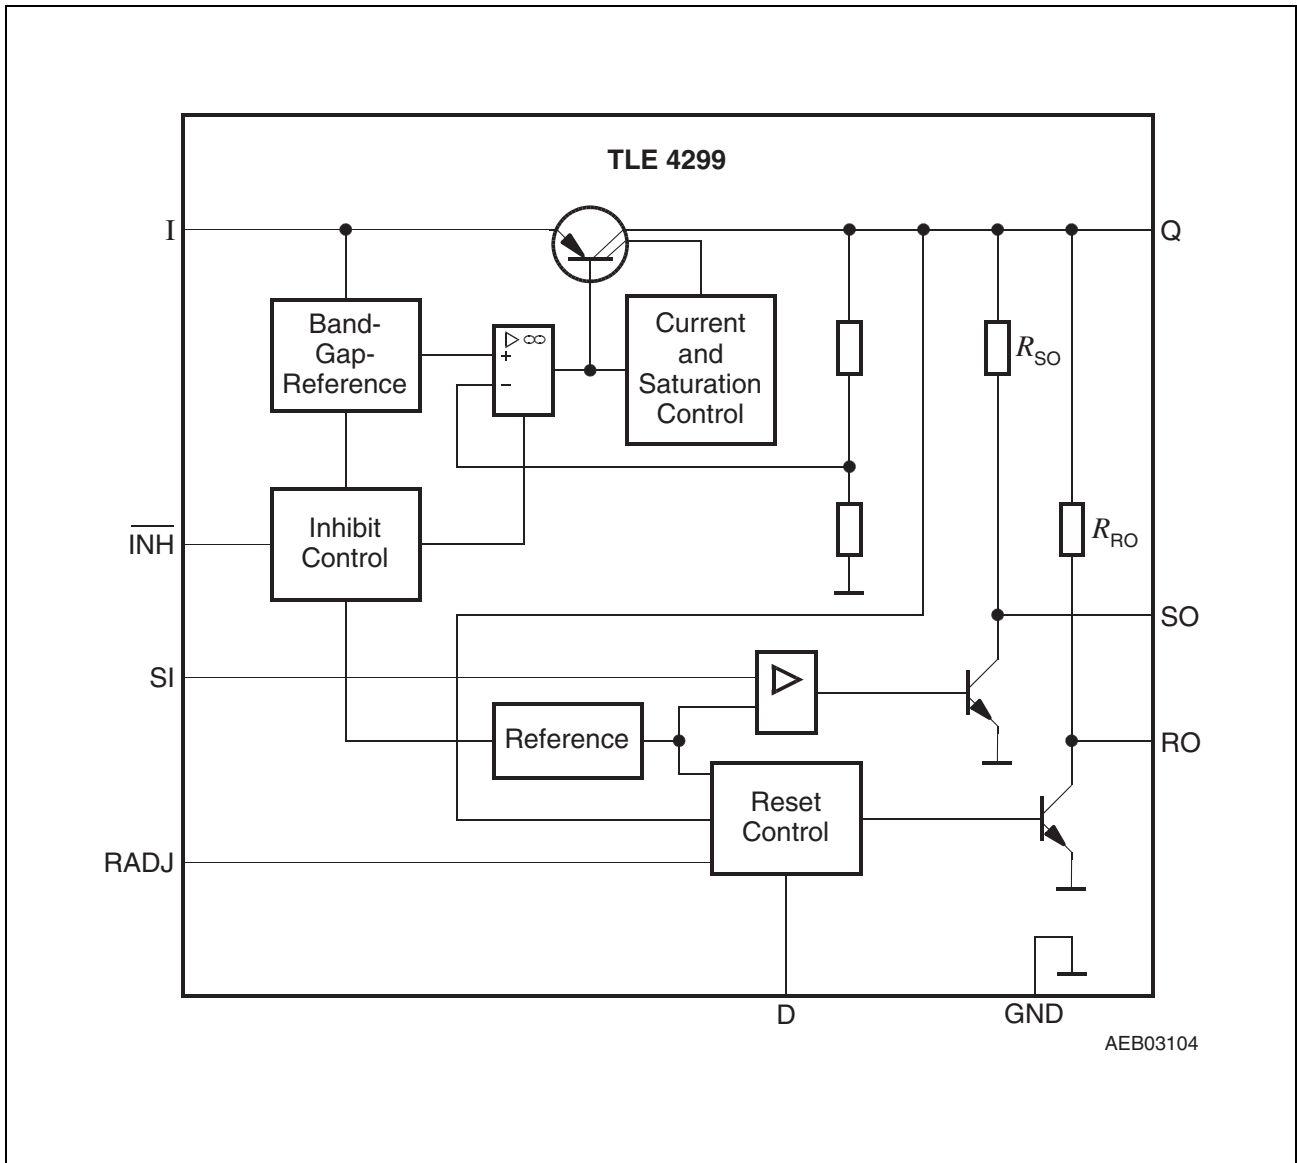 TLE 4299
I
Q
Band-
Gap-
Reference
▷ ∞
+
−
Current
and
Saturation
Control
R_SO
I̅N̅H̅
Inhibit
Control
R_RO
SO
SI
Reference
RO
Reset
Control
RADJ
D
GND
AEB03104